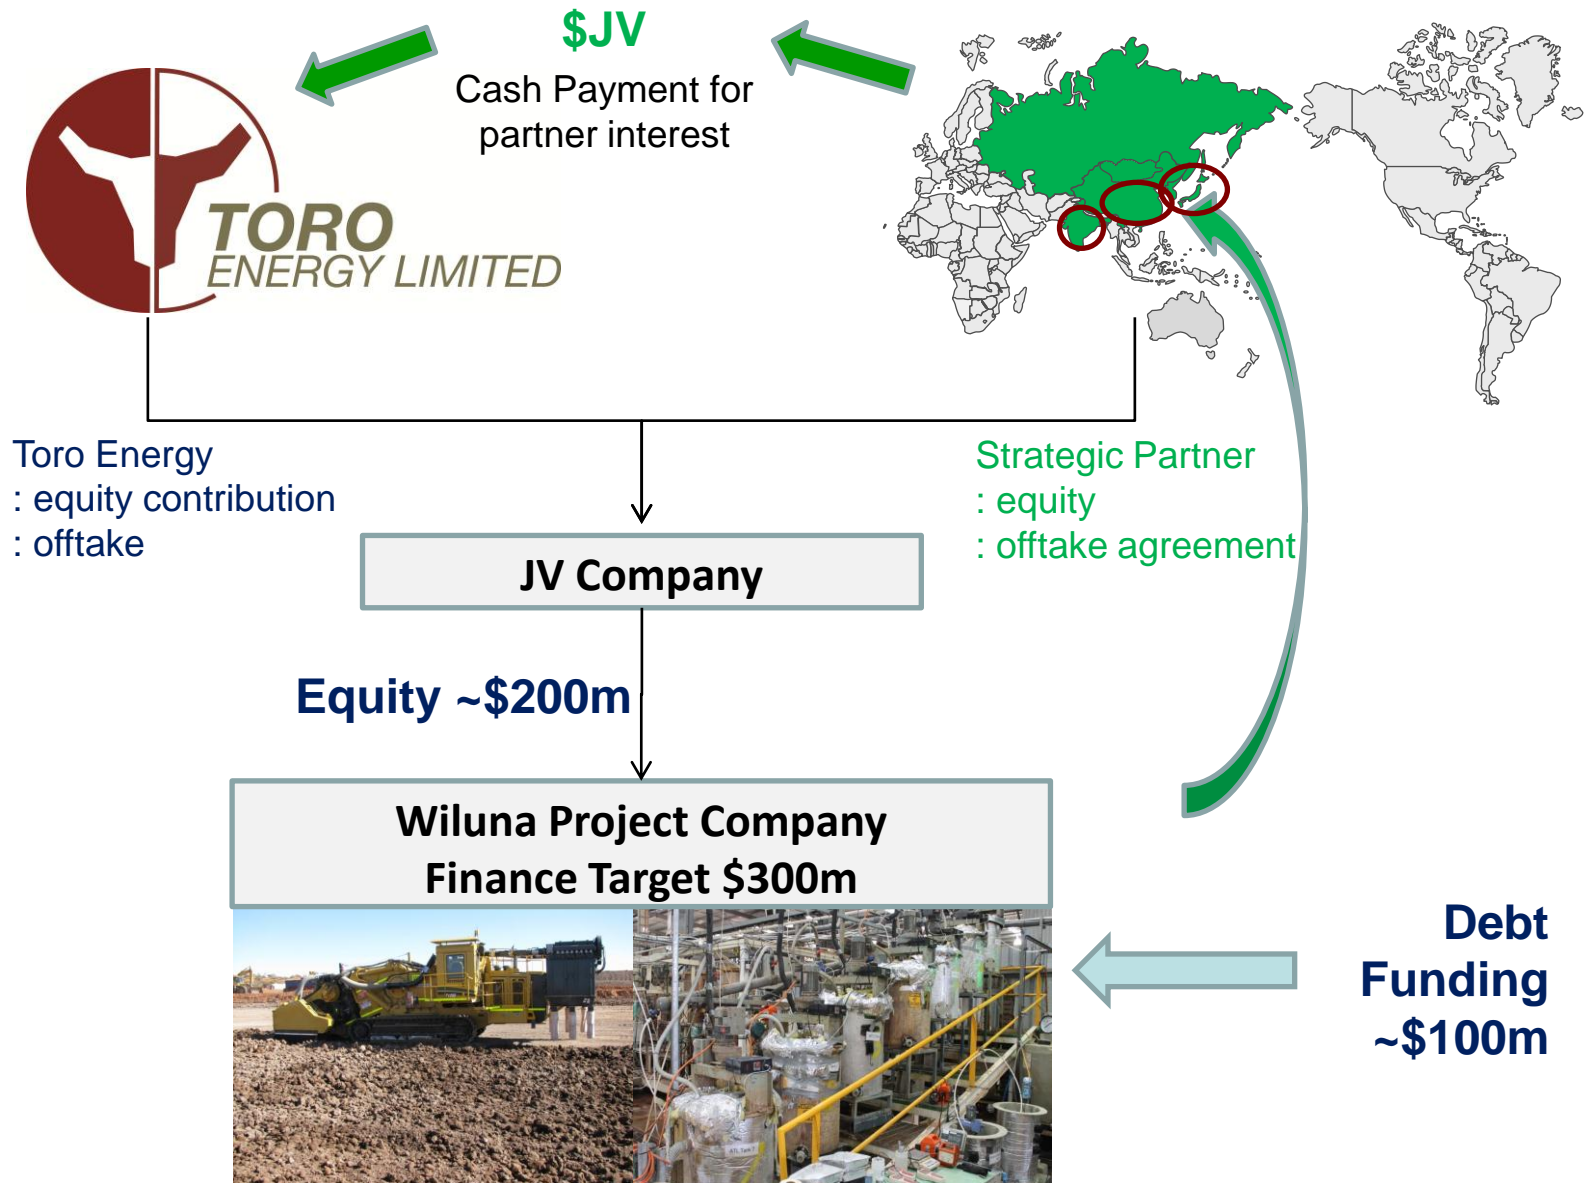 $JV
Cash Payment for
partner interest
TORO
ENERGY LIMITED
Toro Energy
: equity contribution
: offtake
Strategic Partner
: equity
: offtake agreement
JV Company
Equity ~$200m
Wiluna Project Company
Finance Target $300m
Debt
Funding
~$100m